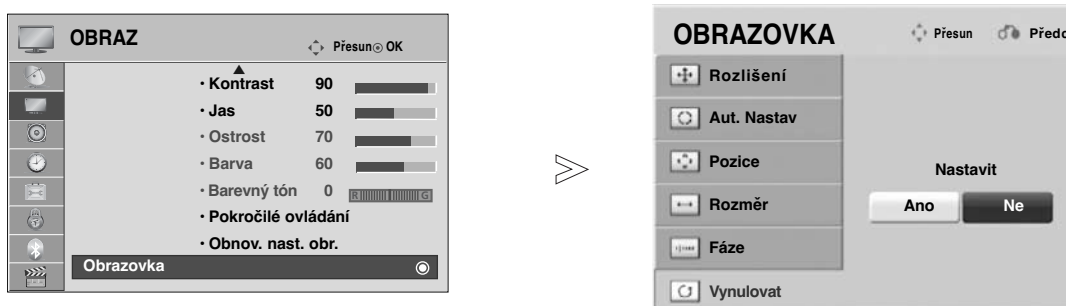 OBRAZ
Přesun OK
• Kontrast 90
• Jas 50
• Ostrost 70
• Barva 60
• Barevný tón 0 R G
• Pokročilé ovládání
• Obnov. nast. obr.
Obrazovka
OBRAZOVKA
Přesun
Rozlišení
Aut. Nastav
Pozice
Rozměr
Fáze
Vynulovat
Nastavit
Ano Ne